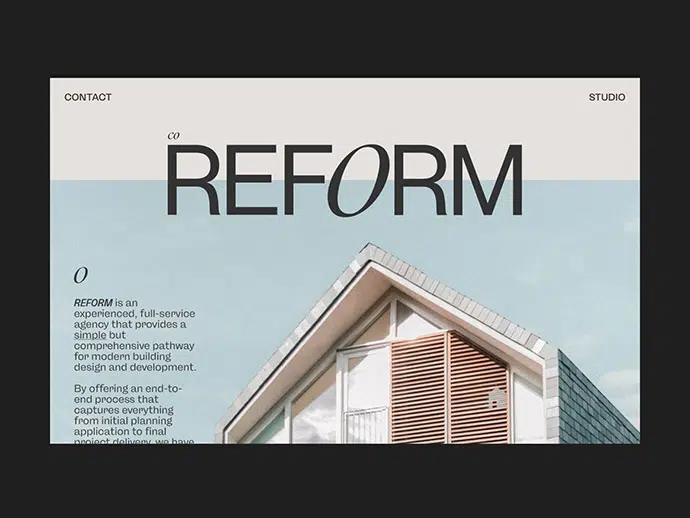 CONTACT
STUDIO
co
REFORM
O
REFORM is an
experienced, full-service
agency that provides a
simple but
comprehensive pathway
for modern building
design and development.
By offering an end-to-
end process that
captures everything
from initial planning
application to final
project delivery, we have